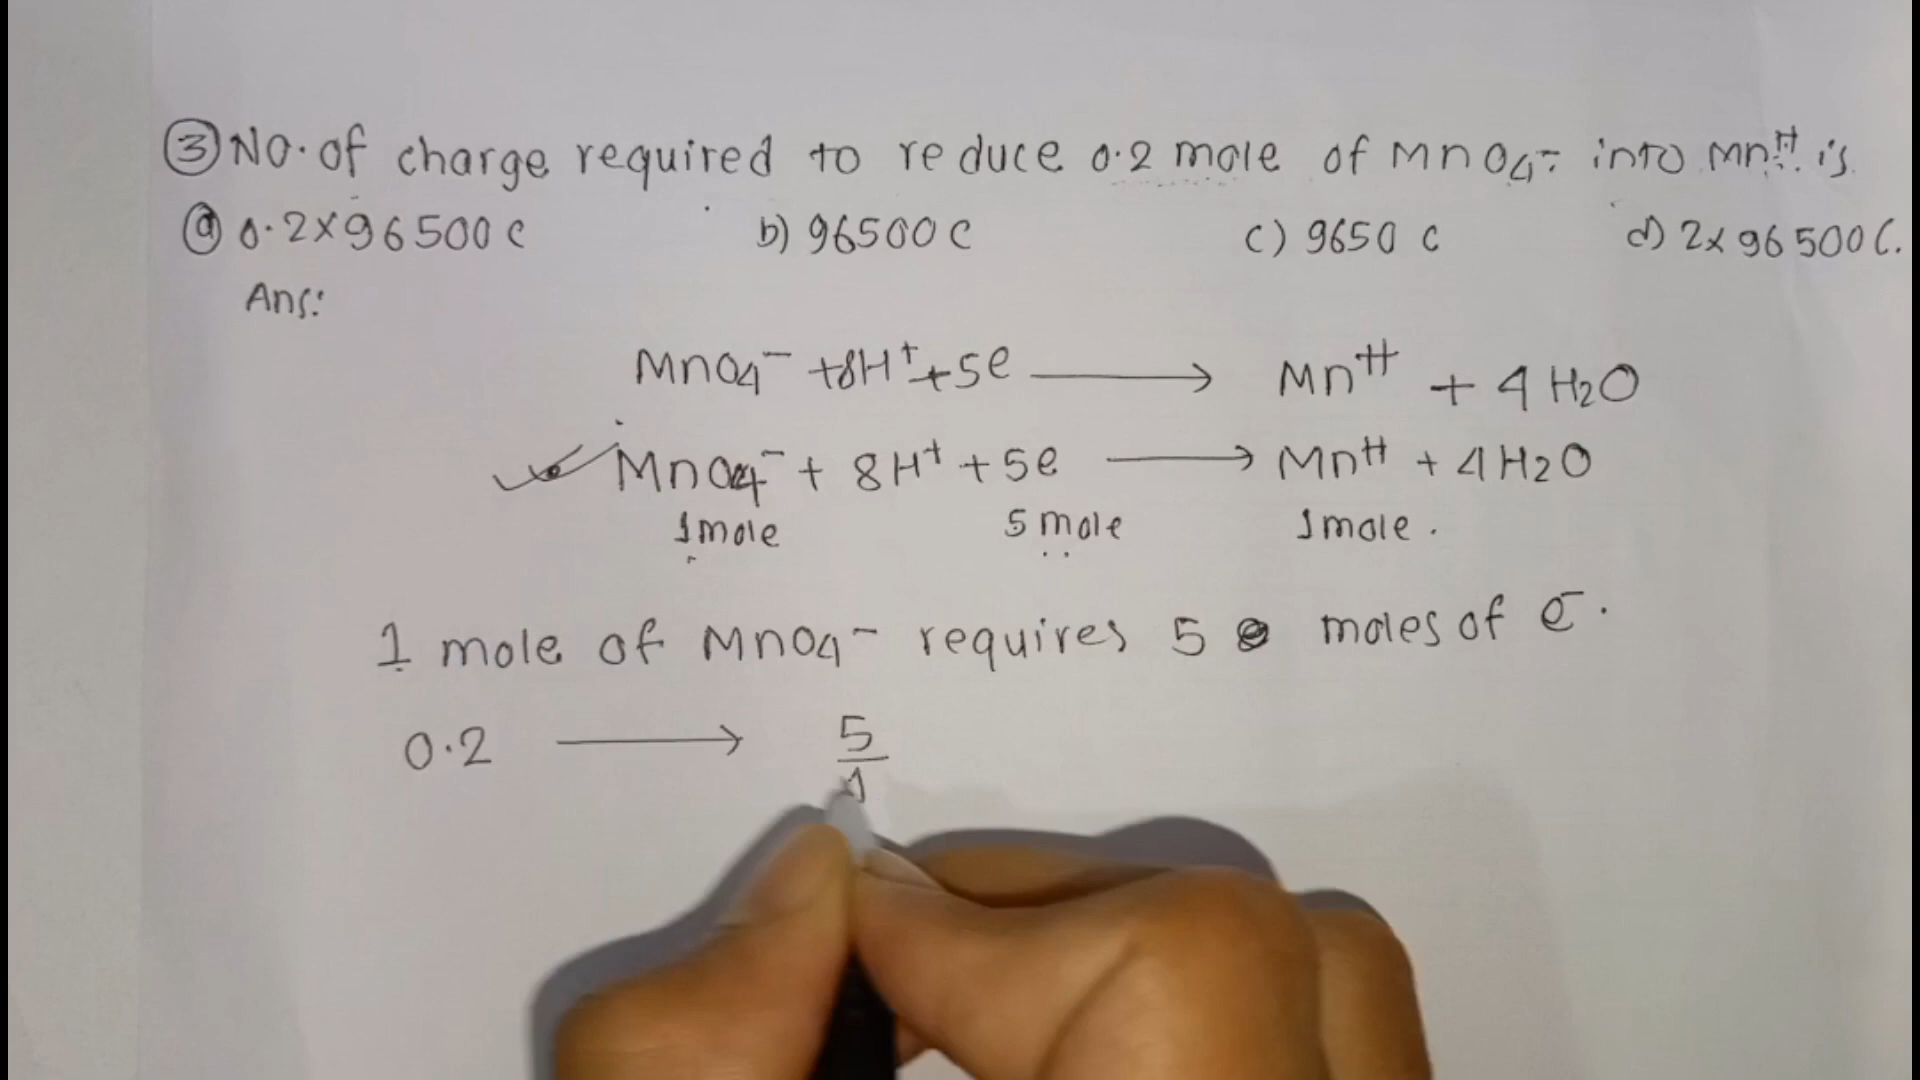 ③ No. of charge required to reduce 0.2 mole of MnO4- into Mn++ is
ⓐ 0.2×96500 C b) 96500 C c) 9650 C d) 2×96500 C.
Ans:
MnO4- + 8H+ + 5e ⟶ Mn++ + 4H2O
MnO4- + 8H+ + 5e ⟶ Mn++ + 4H2O
1mole 5 mole 1mole.
1 mole of MnO4- requires 5 moles of e-.
0.2 ⟶ 5/1